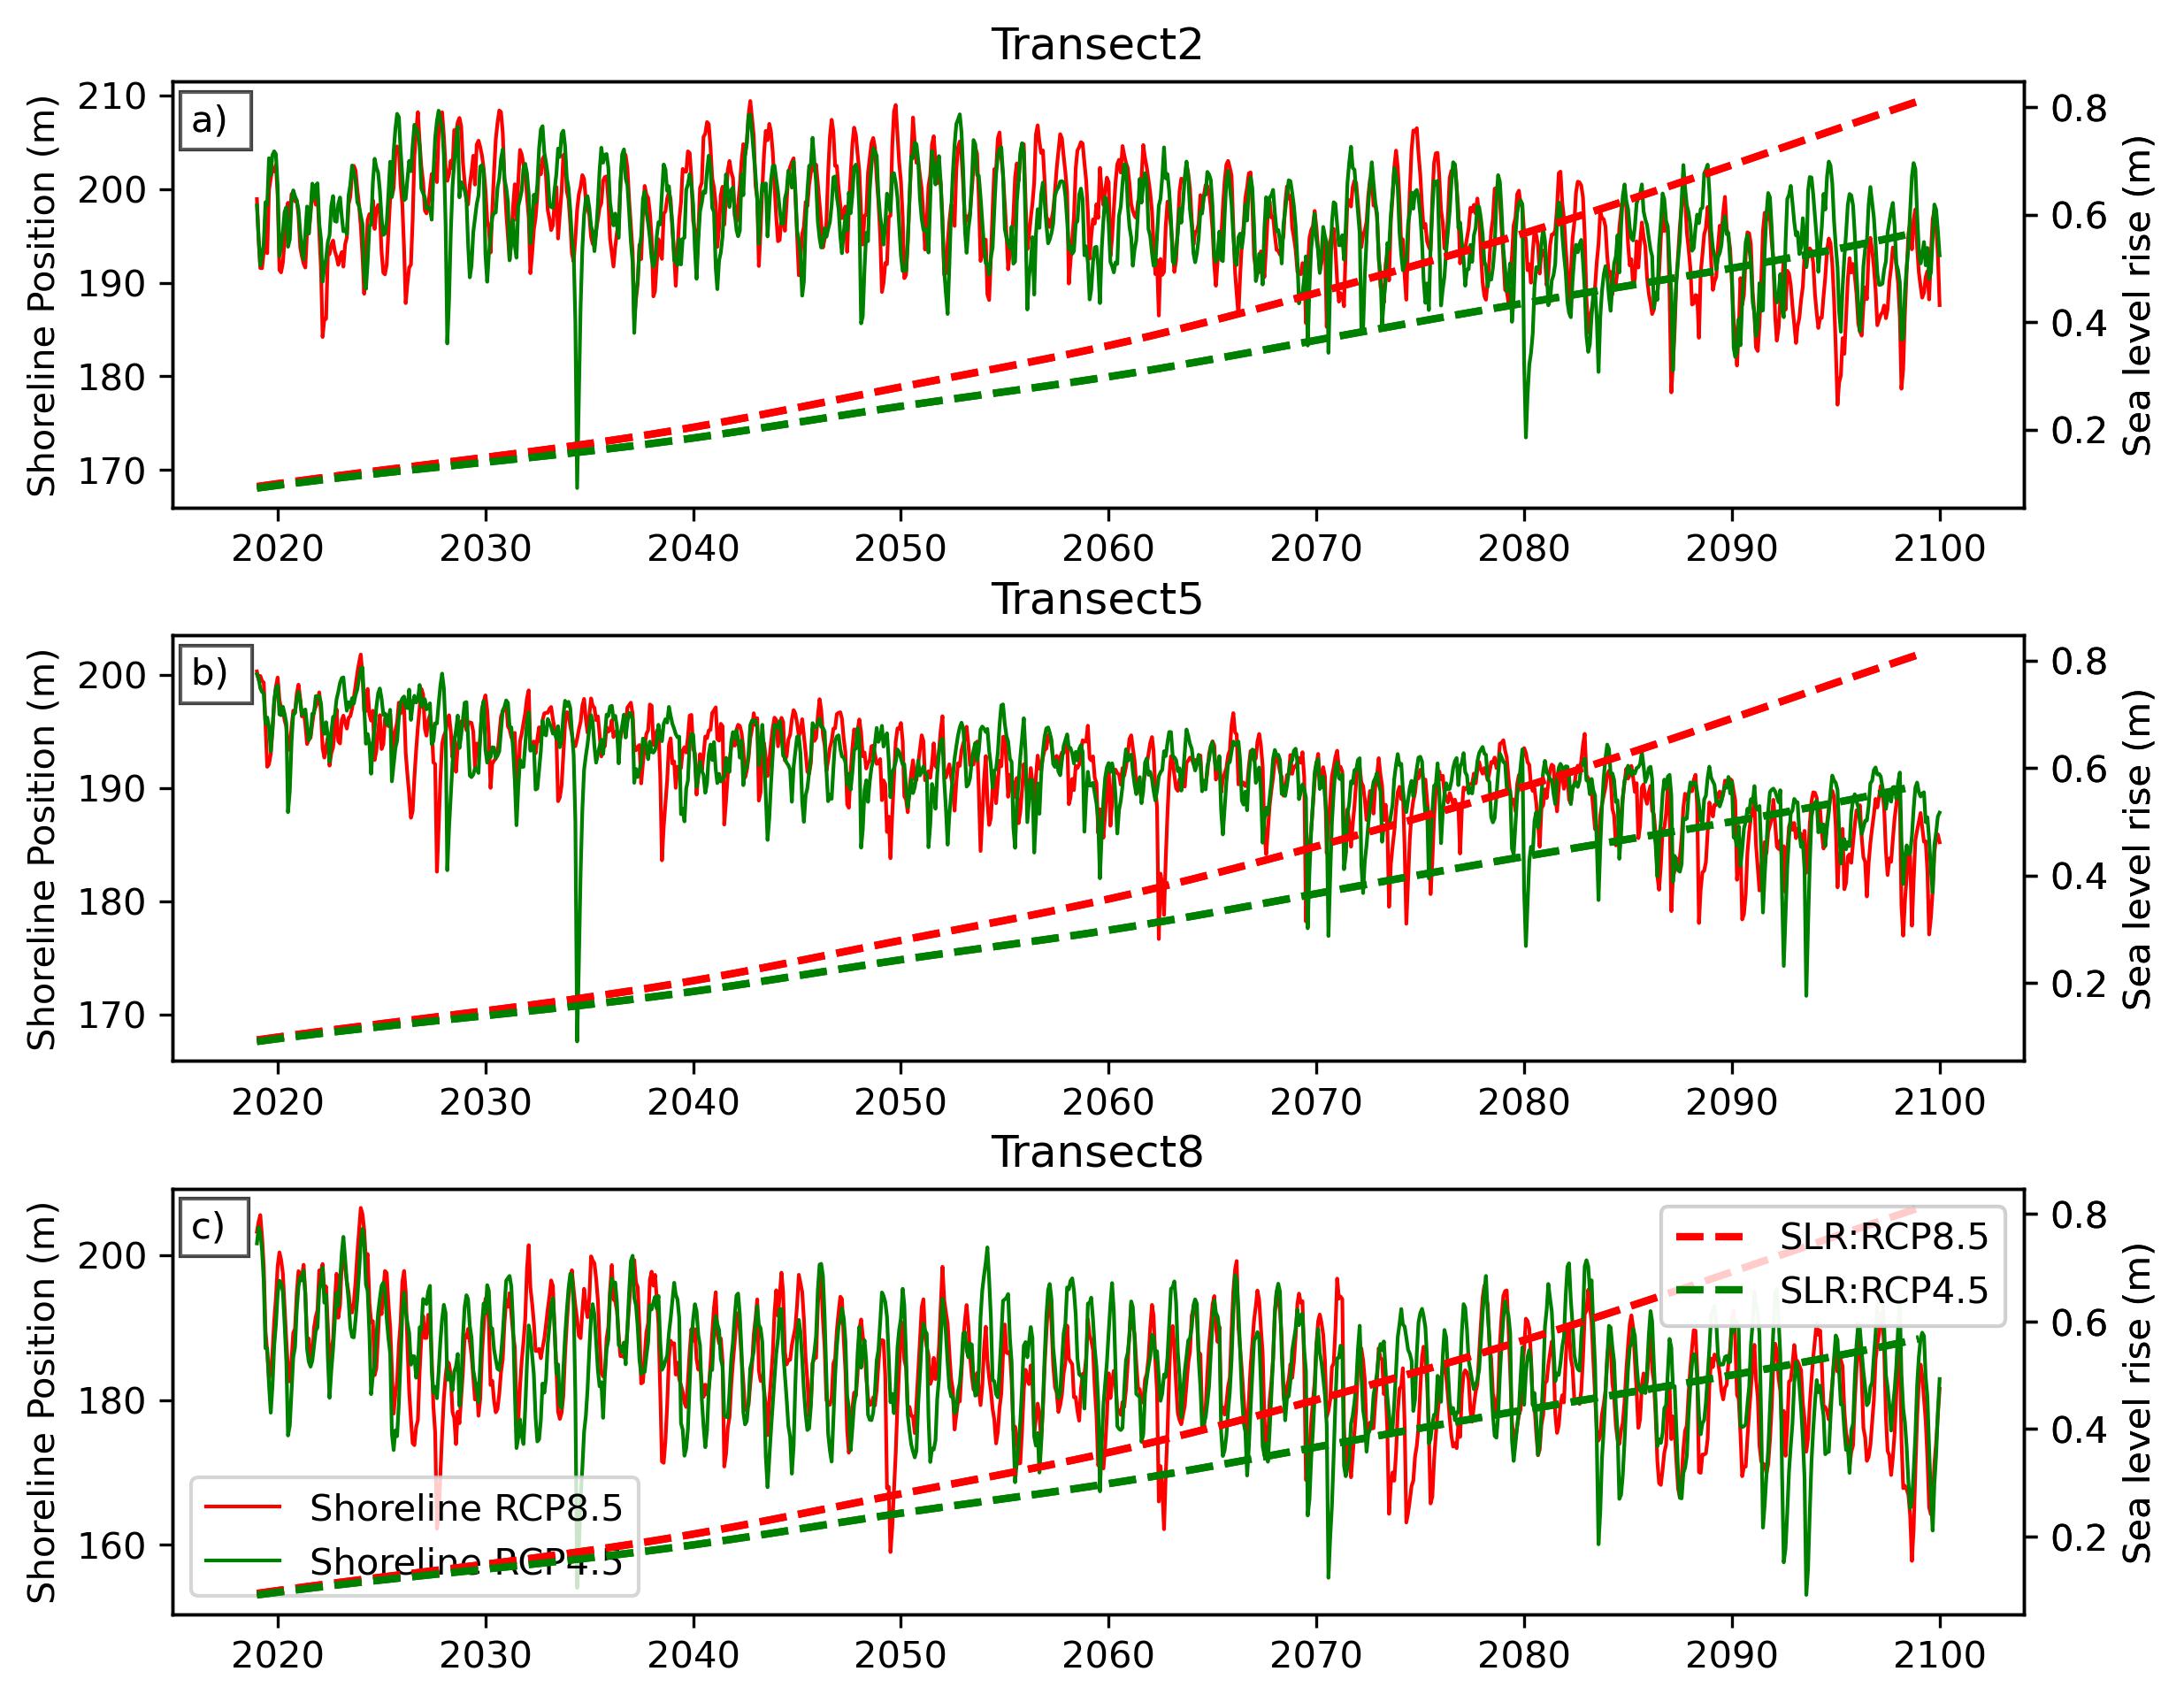 Transect2
a)
Shoreline Position (m)
210
200
190
180
170
0.8
0.6
0.4
0.2
Sea level rise (m)
2020 2030 2040 2050 2060 2070 2080 2090 2100
Transect5
b)
Shoreline Position (m)
200
190
180
170
0.8
0.6
0.4
0.2
Sea level rise (m)
2020 2030 2040 2050 2060 2070 2080 2090 2100
Transect8
c)
Shoreline Position (m)
200
180
160
SLR:RCP8.5
SLR:RCP4.5
Shoreline RCP8.5
Shoreline RCP4.5
0.8
0.6
0.4
0.2
Sea level rise (m)
2020 2030 2040 2050 2060 2070 2080 2090 2100